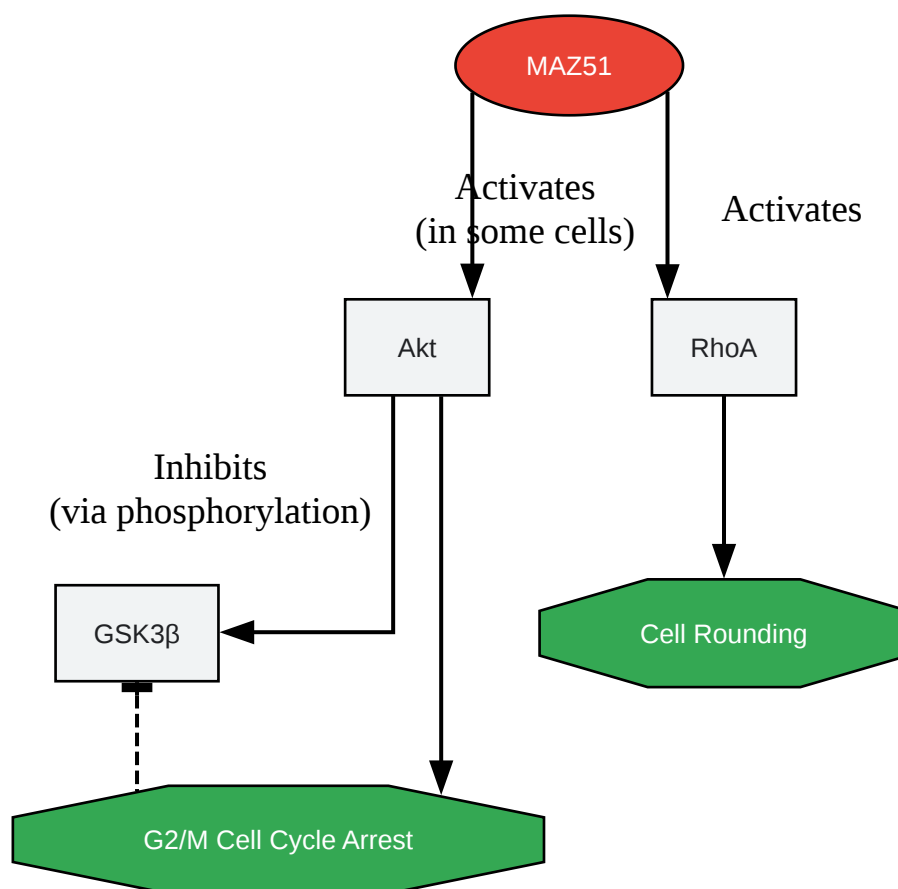 MAZ51
Activates
(in some cells)
Activates
Akt
RhoA
Inhibits
(via phosphorylation)
GSK3β
Cell Rounding
G2/M Cell Cycle Arrest